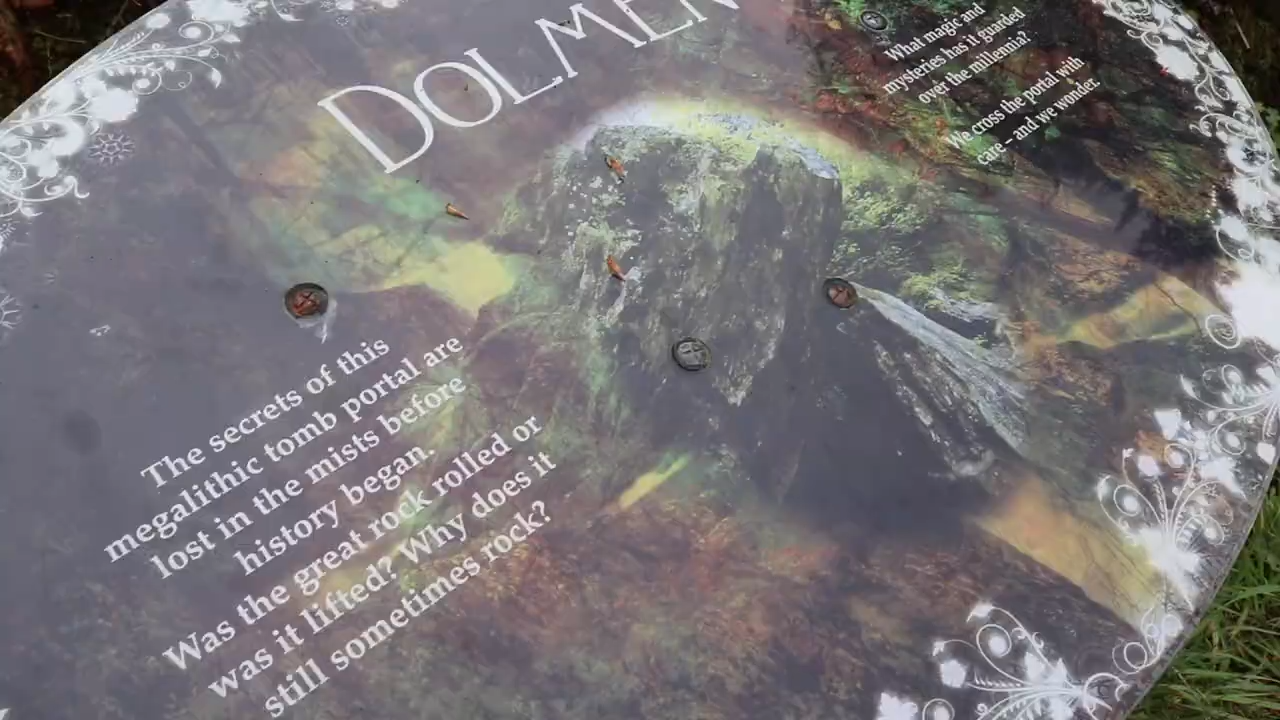 DOLMEN
The secrets of this
megalithic tomb portal are
lost in the mists before
history began.
Was the great rock rolled or
was it lifted? Why does it
still sometimes rock?
What magic and
mysteries has it guarded
over the millennia?
We cross the portal with
care – and we wonder.